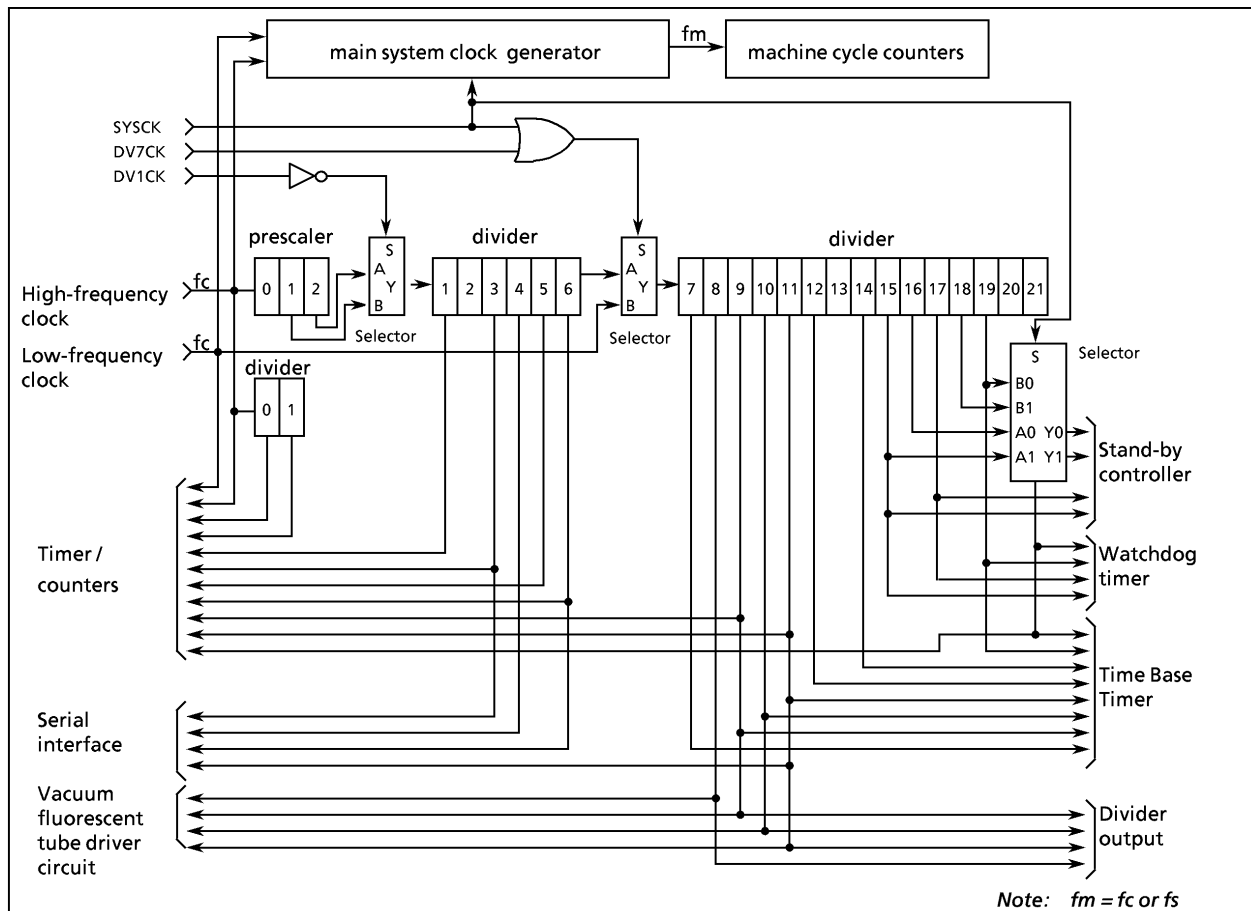 main system clock generator
fm
machine cycle counters
SYSCK
DV7CK
DV1CK
prescaler
0 1 2
S
A
Y
B
Selector
divider
1 2 3 4 5 6
S
A
Y
B
Selector
divider
7 8 9 10 11 12 13 14 15 16 17 18 19 20 21
High-frequency
clock
fc
Low-frequency
clock
fc
divider
0 1
S
Selector
B0
B1
A0 Y0
A1 Y1
Stand-by
controller
Timer /
counters
Watchdog
timer
Time Base
Timer
Serial
interface
Vacuum
fluorescent
tube driver
circuit
Divider
output
Note: fm = fc or fs